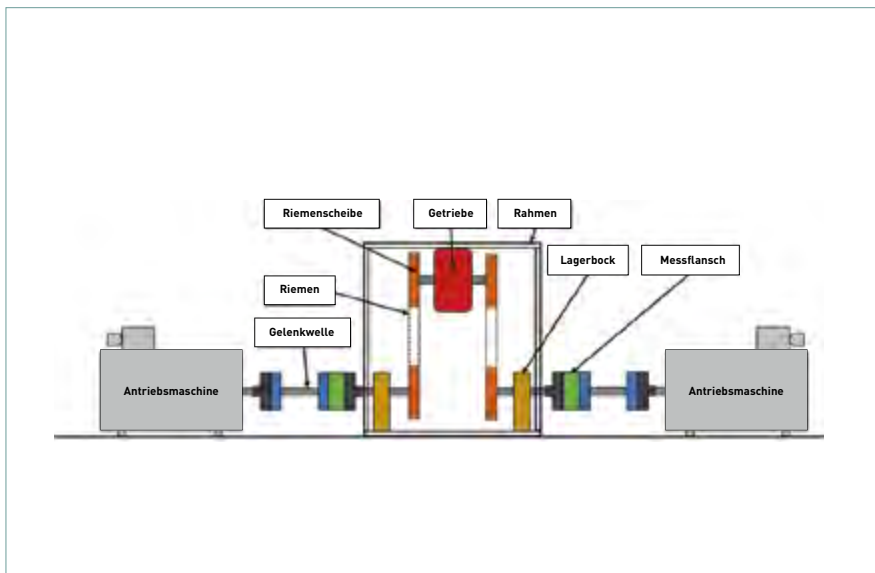 Riemenscheibe
Getriebe
Rahmen
Lagerbock
Messflansch
Riemen
Gelenkwelle
Antriebsmaschine
Antriebsmaschine